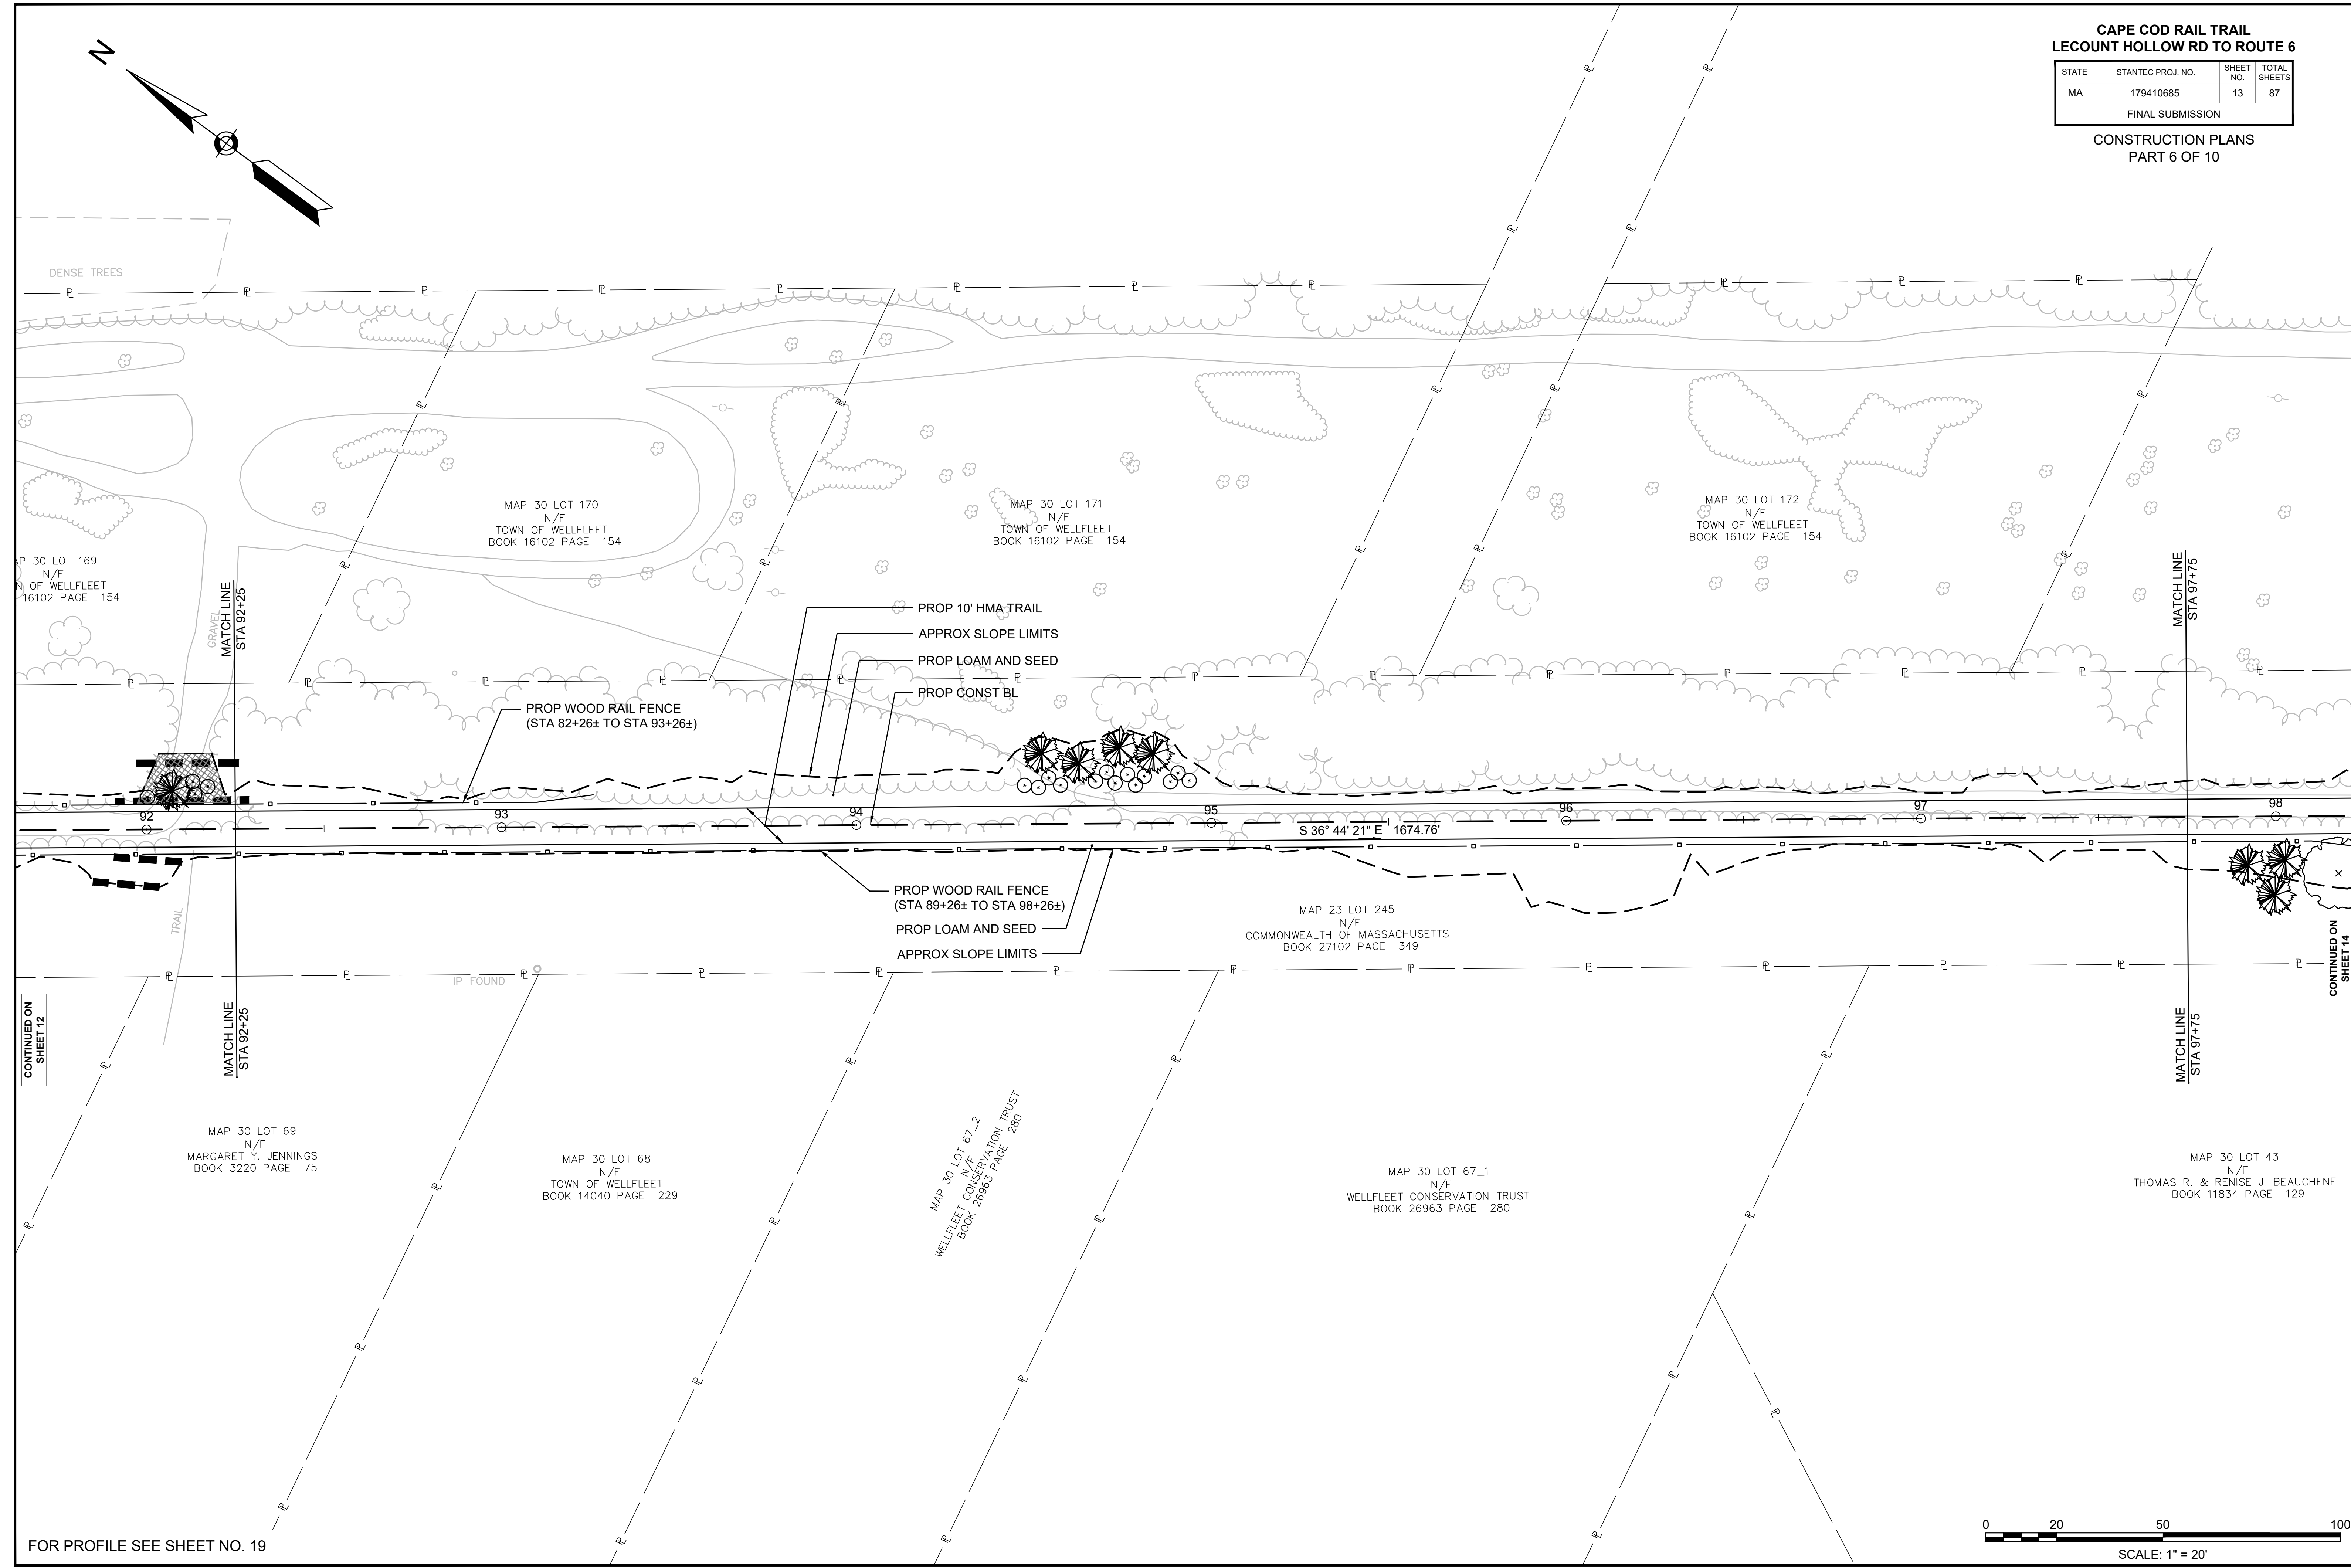 N
CAPE COD RAIL TRAIL
LECOUNT HOLLOW RD TO ROUTE 6
STATE STANTEC PROJ. NO. SHEET NO. TOTAL SHEETS
MA 179410685 13 87
FINAL SUBMISSION
CONSTRUCTION PLANS
PART 6 OF 10
DENSE TREES
MAP 30 LOT 170
N/F
TOWN OF WELLFLEET
BOOK 16102 PAGE 154
MAP 30 LOT 171
N/F
TOWN OF WELLFLEET
BOOK 16102 PAGE 154
MAP 30 LOT 172
N/F
TOWN OF WELLFLEET
BOOK 16102 PAGE 154
AP 30 LOT 169
N/F
N OF WELLFLEET
16102 PAGE 154
GRAVEL
MATCH LINE
STA 92+25
MATCH LINE
STA 97+75
PROP 10' HMA TRAIL
APPROX SLOPE LIMITS
PROP LOAM AND SEED
PROP CONST BL
PROP WOOD RAIL FENCE
(STA 82+26± TO STA 93+26±)
92
93
94
95
96
97
98
S 36° 44' 21" E 1674.76'
PROP WOOD RAIL FENCE
(STA 89+26± TO STA 98+26±)
PROP LOAM AND SEED
APPROX SLOPE LIMITS
TRAIL
MAP 23 LOT 245
N/F
COMMONWEALTH OF MASSACHUSETTS
BOOK 27102 PAGE 349
IP FOUND
CONTINUED ON
SHEET 12
CONTINUED ON
SHEET 14
MATCH LINE
STA 92+25
MATCH LINE
STA 97+75
MAP 30 LOT 69
N/F
MARGARET Y. JENNINGS
BOOK 3220 PAGE 75
MAP 30 LOT 68
N/F
TOWN OF WELLFLEET
BOOK 14040 PAGE 229
MAP 30 LOT 67_2
N/F
WELLFLEET CONSERVATION TRUST
BOOK 26963 PAGE 280
MAP 30 LOT 67_1
N/F
WELLFLEET CONSERVATION TRUST
BOOK 26963 PAGE 280
MAP 30 LOT 43
N/F
THOMAS R. & RENISE J. BEAUCHENE
BOOK 11834 PAGE 129
FOR PROFILE SEE SHEET NO. 19
0 20 50 100
SCALE: 1" = 20'